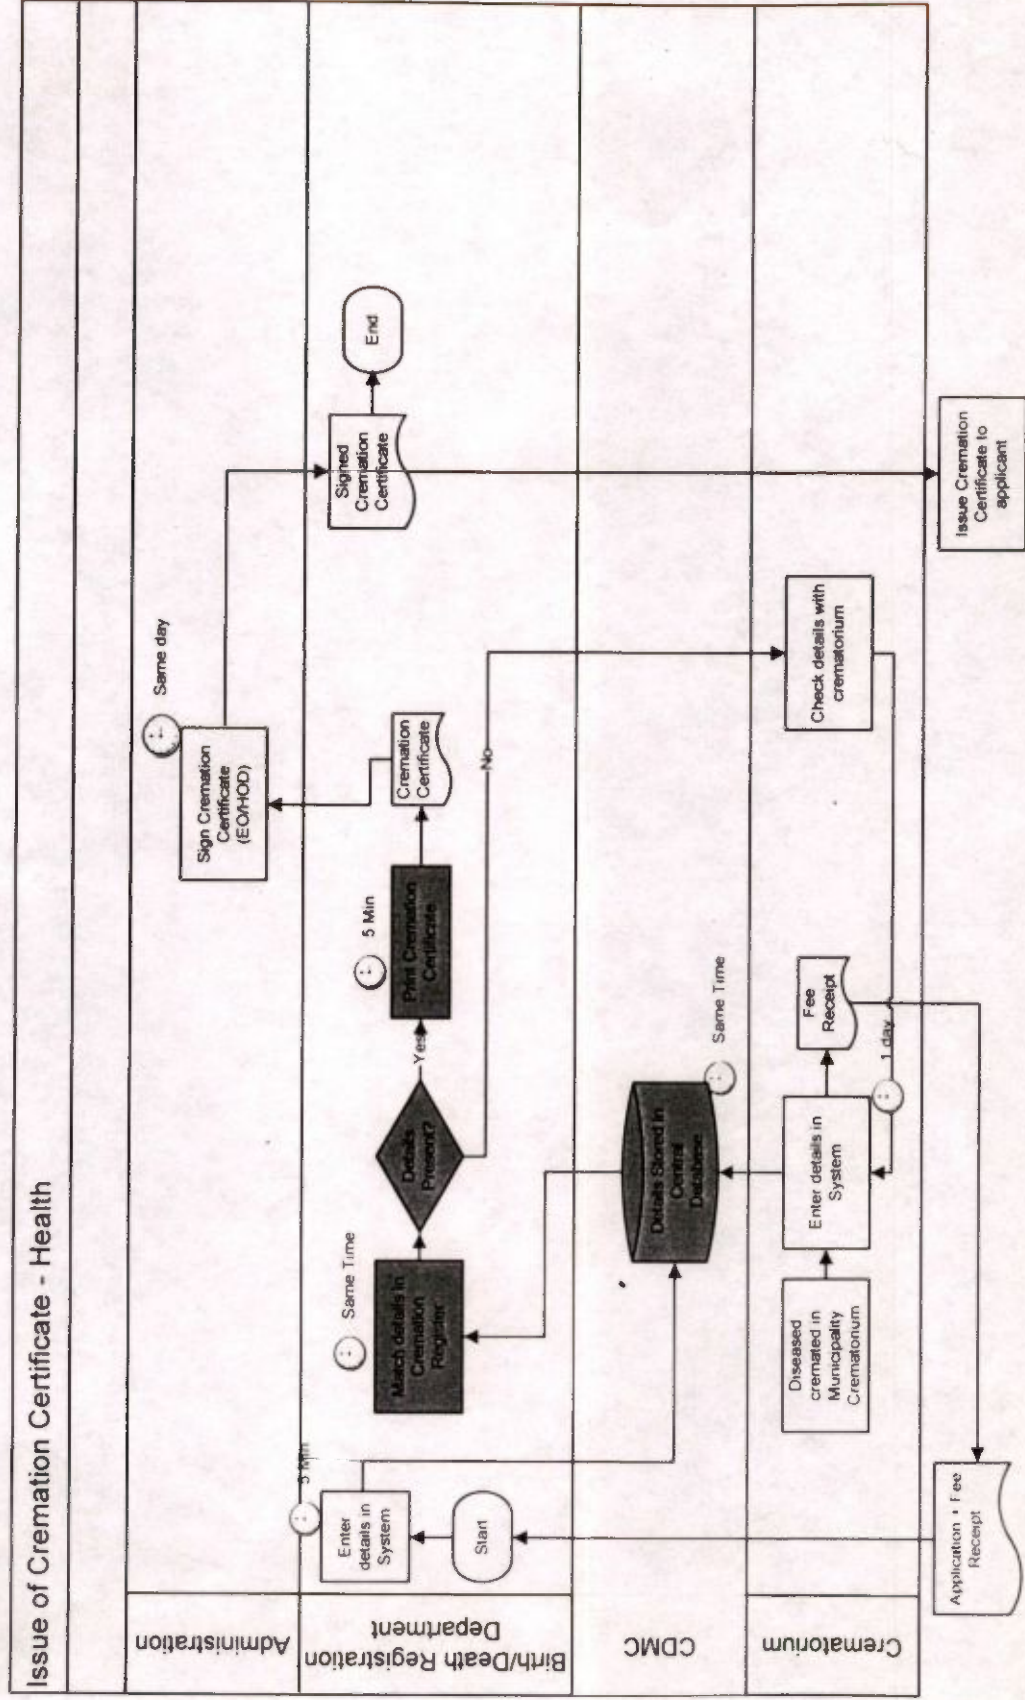 Issue of Cremation Certificate - Health
Administration
Same day
Sign Cremation
Certificate
(EO/HOD)
Birth/Death Registration
Department
Enter
details in
System
Start
Same Time
Match details in
Cremation
Register
Details
Present?
Yes
No
5 Min
Print Cremation
Certificate
Cremation
Certificate
Signed
Cremation
Certificate
End
CDMC
Details Stored in
Central
Database
Same Time
Crematorium
Diseased
cremated in
Municipality
Crematorium
Enter details in
System
1 day
Fee
Receipt
Check details with
crematorium
Application + Fee
Receipt
Issue Cremation
Certificate to
applicant